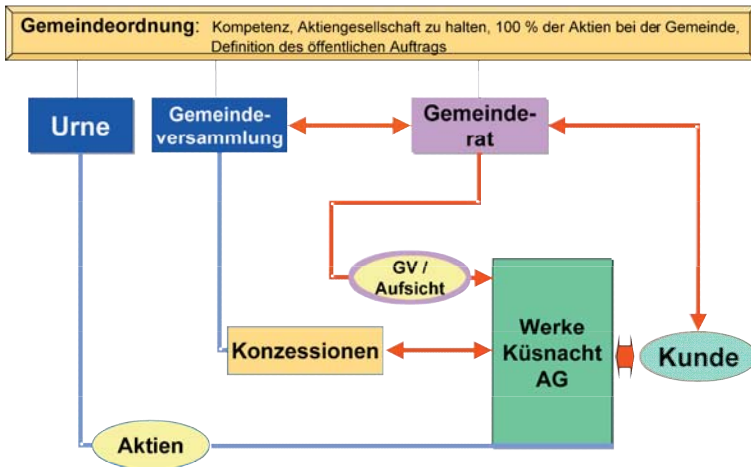 Gemeindeordnung: Kompetenz, Aktiengesellschaft zu halten, 100 % der Aktien bei der Gemeinde,
Definition des öffentlichen Auftrags
Urne
Gemeinde-
versammlung
Gemeinde-
rat
GV /
Aufsicht
Werke
Küsnacht
AG
Konzessionen
Kunde
Aktien